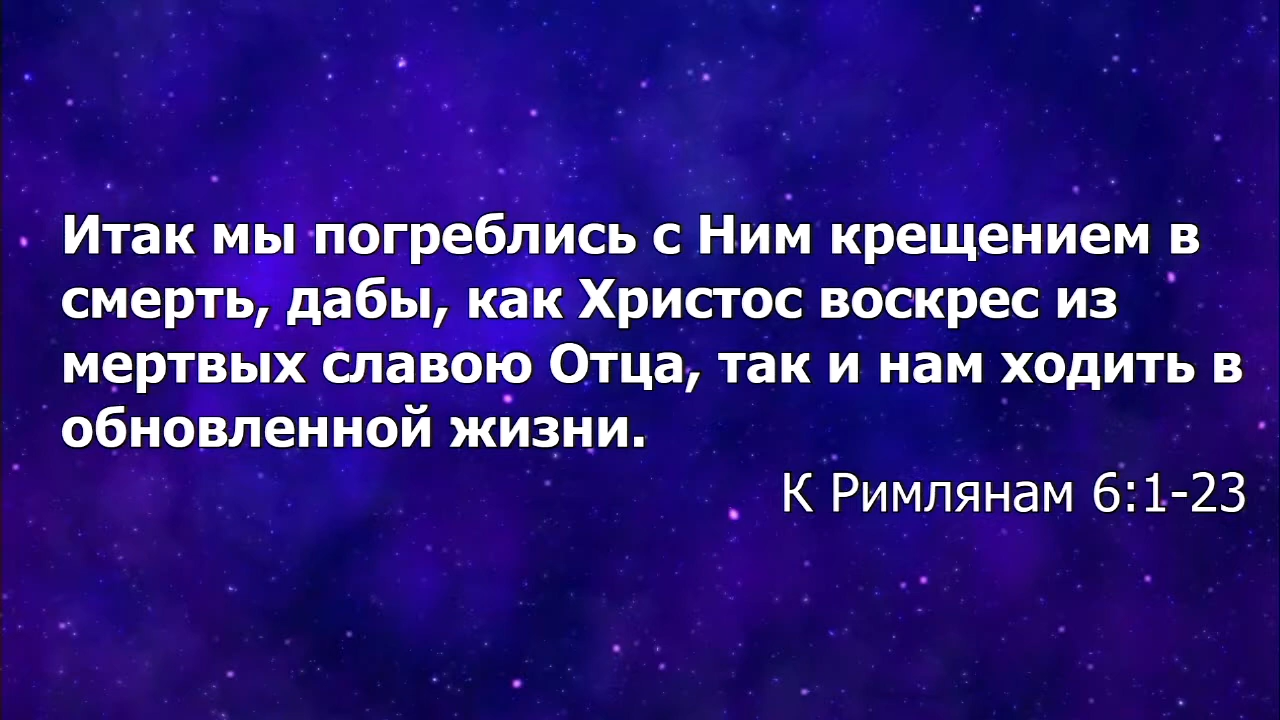 Итак мы погреблись с Ним крещением в
смерть, дабы, как Христос воскрес из
мертвых славою Отца, так и нам ходить в
обновленной жизни.
К Римлянам 6:1-23